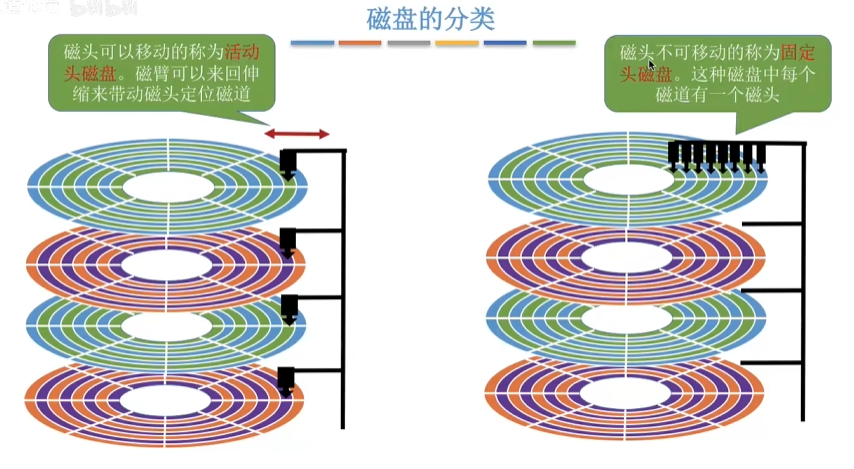 磁盘的分类
磁头可以移动的称为活动
头磁盘。磁臂可以来回伸
缩来带动磁头定位磁道
磁头不可移动的称为固定
头磁盘。这种磁盘中每个
磁道有一个磁头